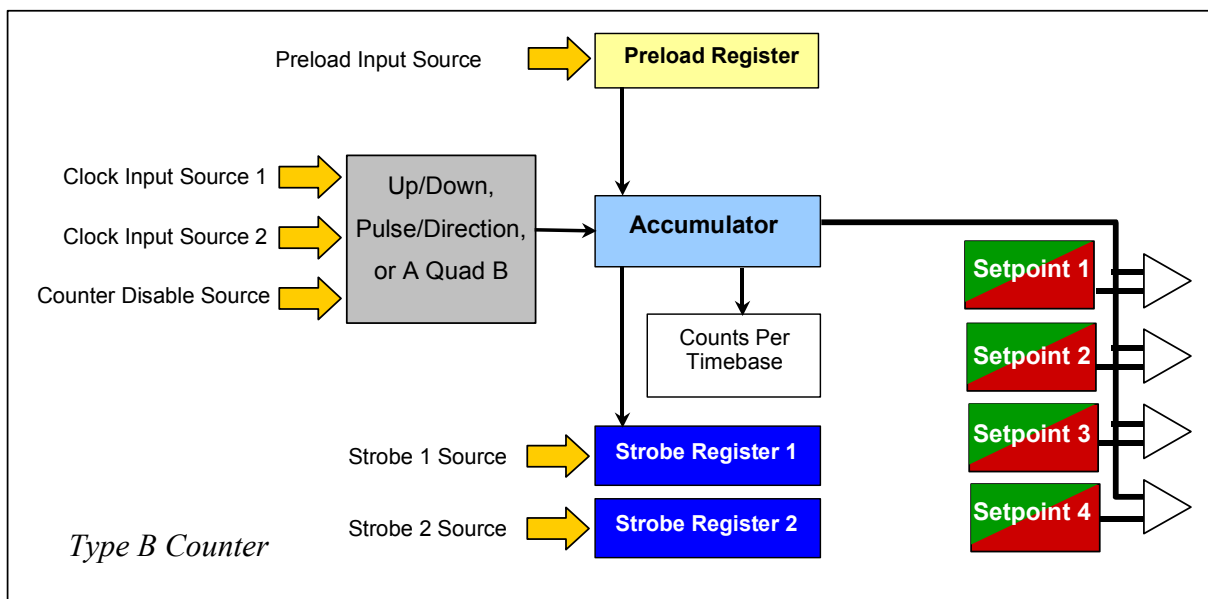 Preload Input Source
Preload Register
Clock Input Source 1
Clock Input Source 2
Counter Disable Source
Up/Down,
Pulse/Direction,
or A Quad B
Accumulator
Counts Per
Timebase
Setpoint 1
Setpoint 2
Setpoint 3
Setpoint 4
Strobe 1 Source
Strobe Register 1
Strobe 2 Source
Strobe Register 2
Type B Counter